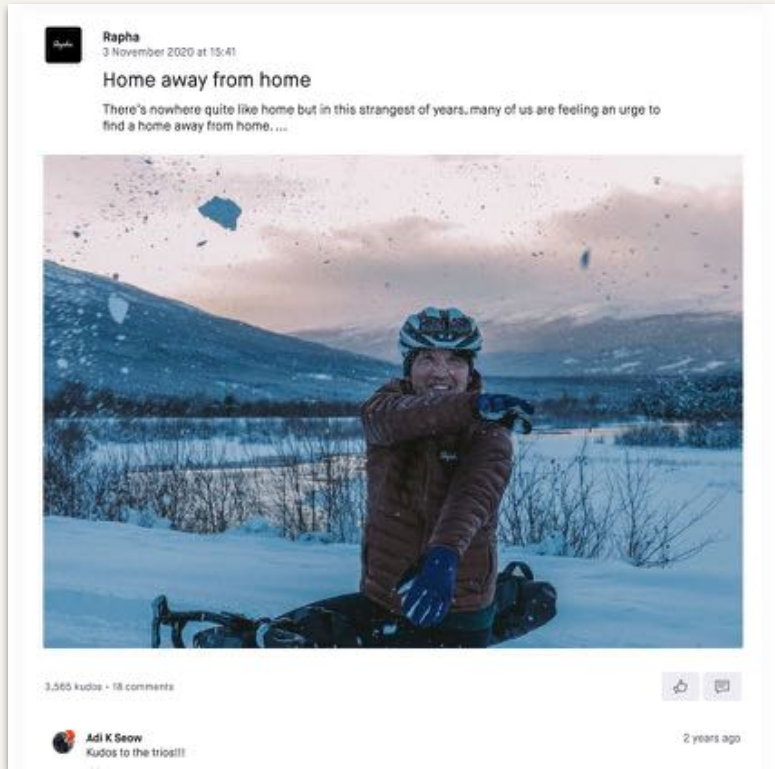 Rapha
Rapha
3 November 2020 at 15:41
Home away from home
There's nowhere quite like home but in this strangest of years, many of us are feeling an urge to
find a home away from home. ...
Rapha
3,565 kudos • 18 comments
Adi K Seow
2 years ago
Kudos to the trios!!!